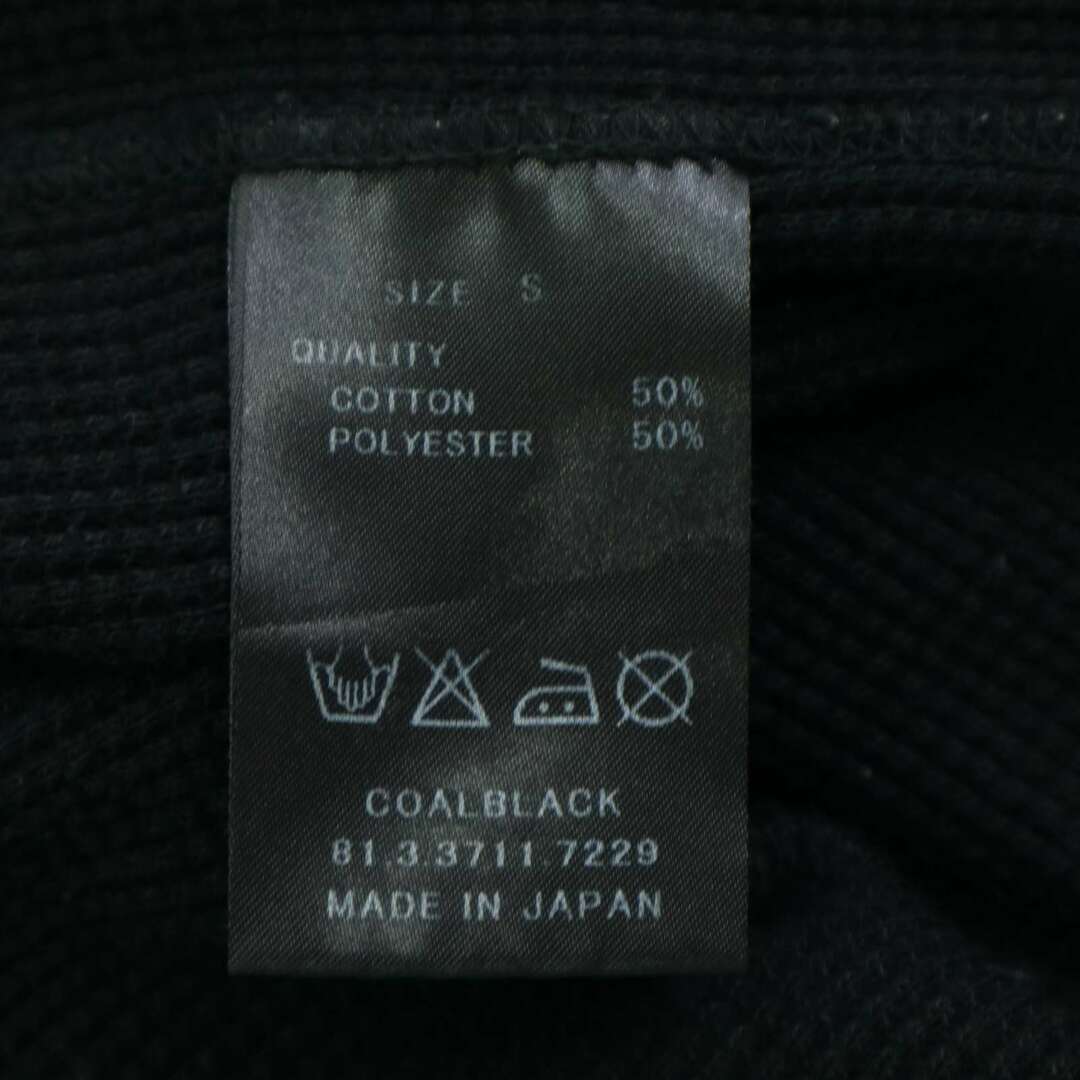 SIZE S
QUALITY
COTTON 50%
POLYESTER 50%
COALBLACK
81.3.3711.7229
MADE IN JAPAN